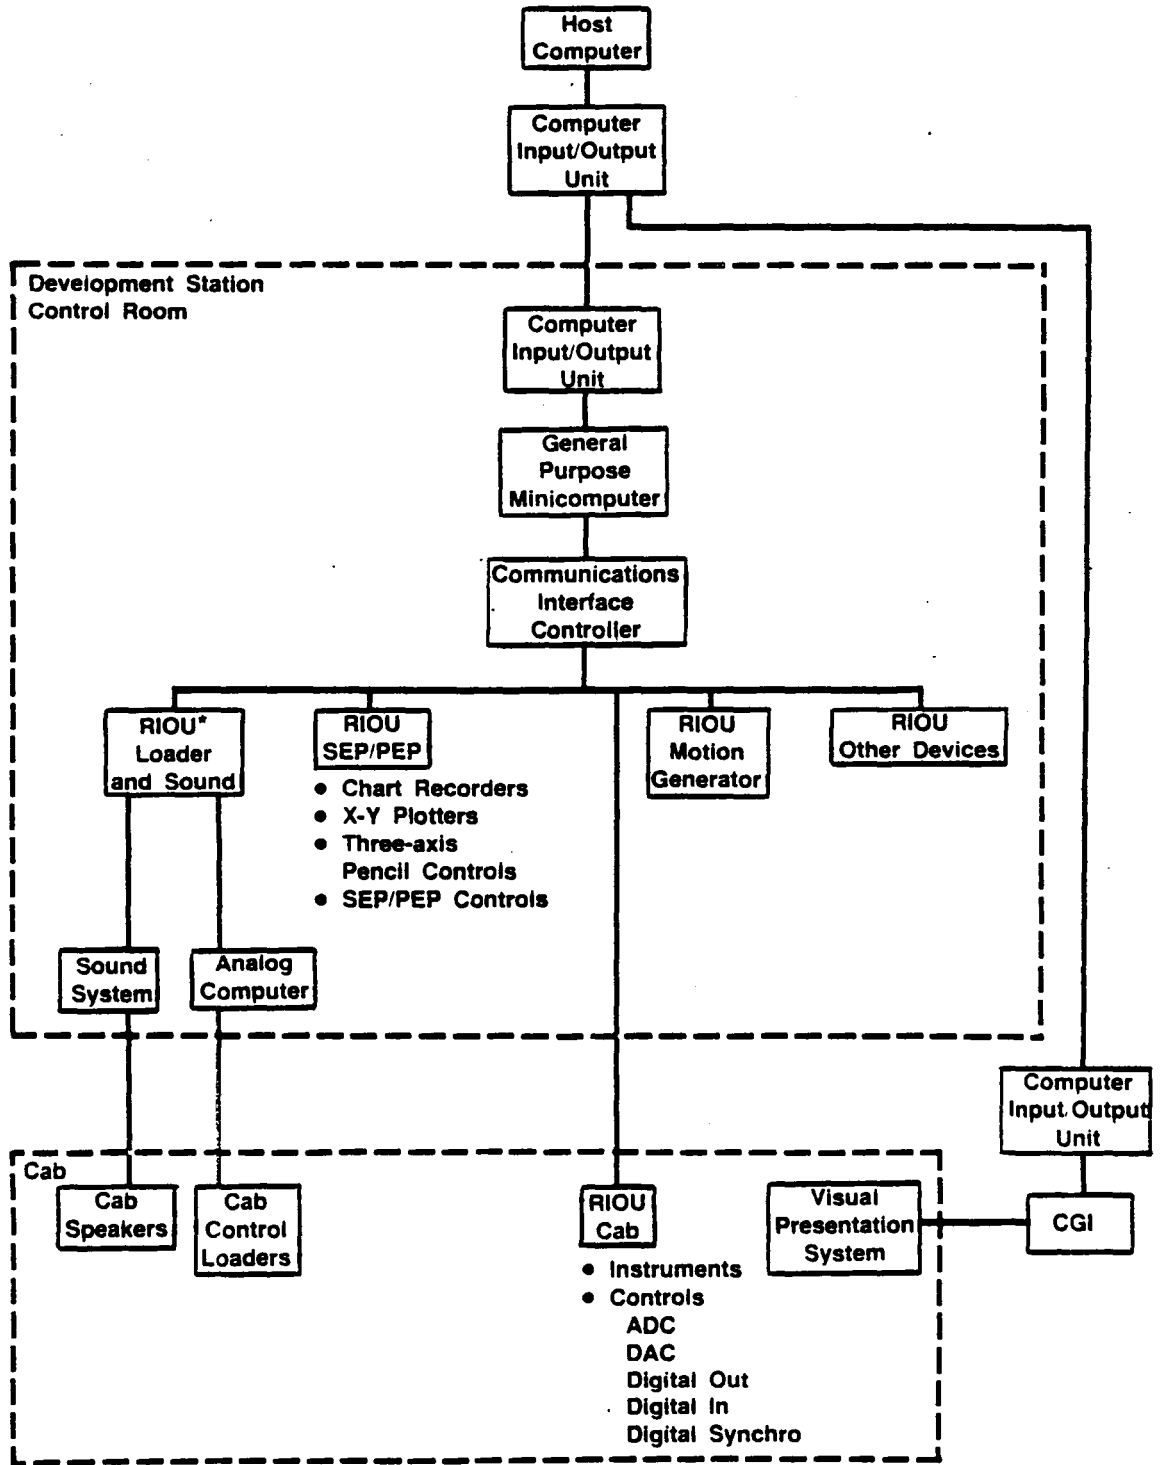 Host
Computer
Computer
Input/Output
Unit
Development Station
Control Room
Computer
Input/Output
Unit
General
Purpose
Minicomputer
Communications
Interface
Controller
RIOU*
Loader
and Sound
RIOU
SEP/PEP
• Chart Recorders
• X-Y Plotters
• Three-axis
Pencil Controls
• SEP/PEP Controls
RIOU
Motion
Generator
RIOU
Other Devices
Sound
System
Analog
Computer
Computer
Input/Output
Unit
Cab
Cab
Speakers
Cab
Control
Loaders
RIOU
Cab
• Instruments
• Controls
ADC
DAC
Digital Out
Digital In
Digital Synchro
Visual
Presentation
System
CGI